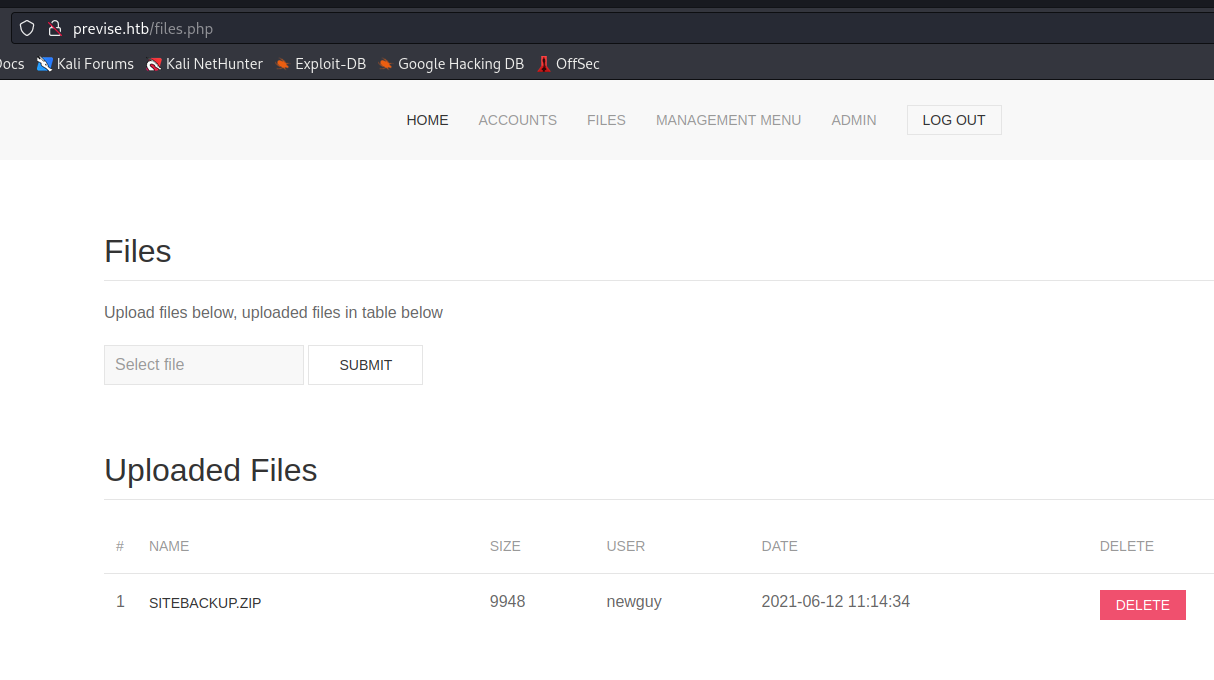 previse.htb/files.php
Docs Kali Forums Kali NetHunter Exploit-DB Google Hacking DB OffSec
HOME ACCOUNTS FILES MANAGEMENT MENU ADMIN LOG OUT
Files
Upload files below, uploaded files in table below
Select file SUBMIT
Uploaded Files
# NAME SIZE USER DATE DELETE
1 SITEBACKUP.ZIP 9948 newguy 2021-06-12 11:14:34 DELETE